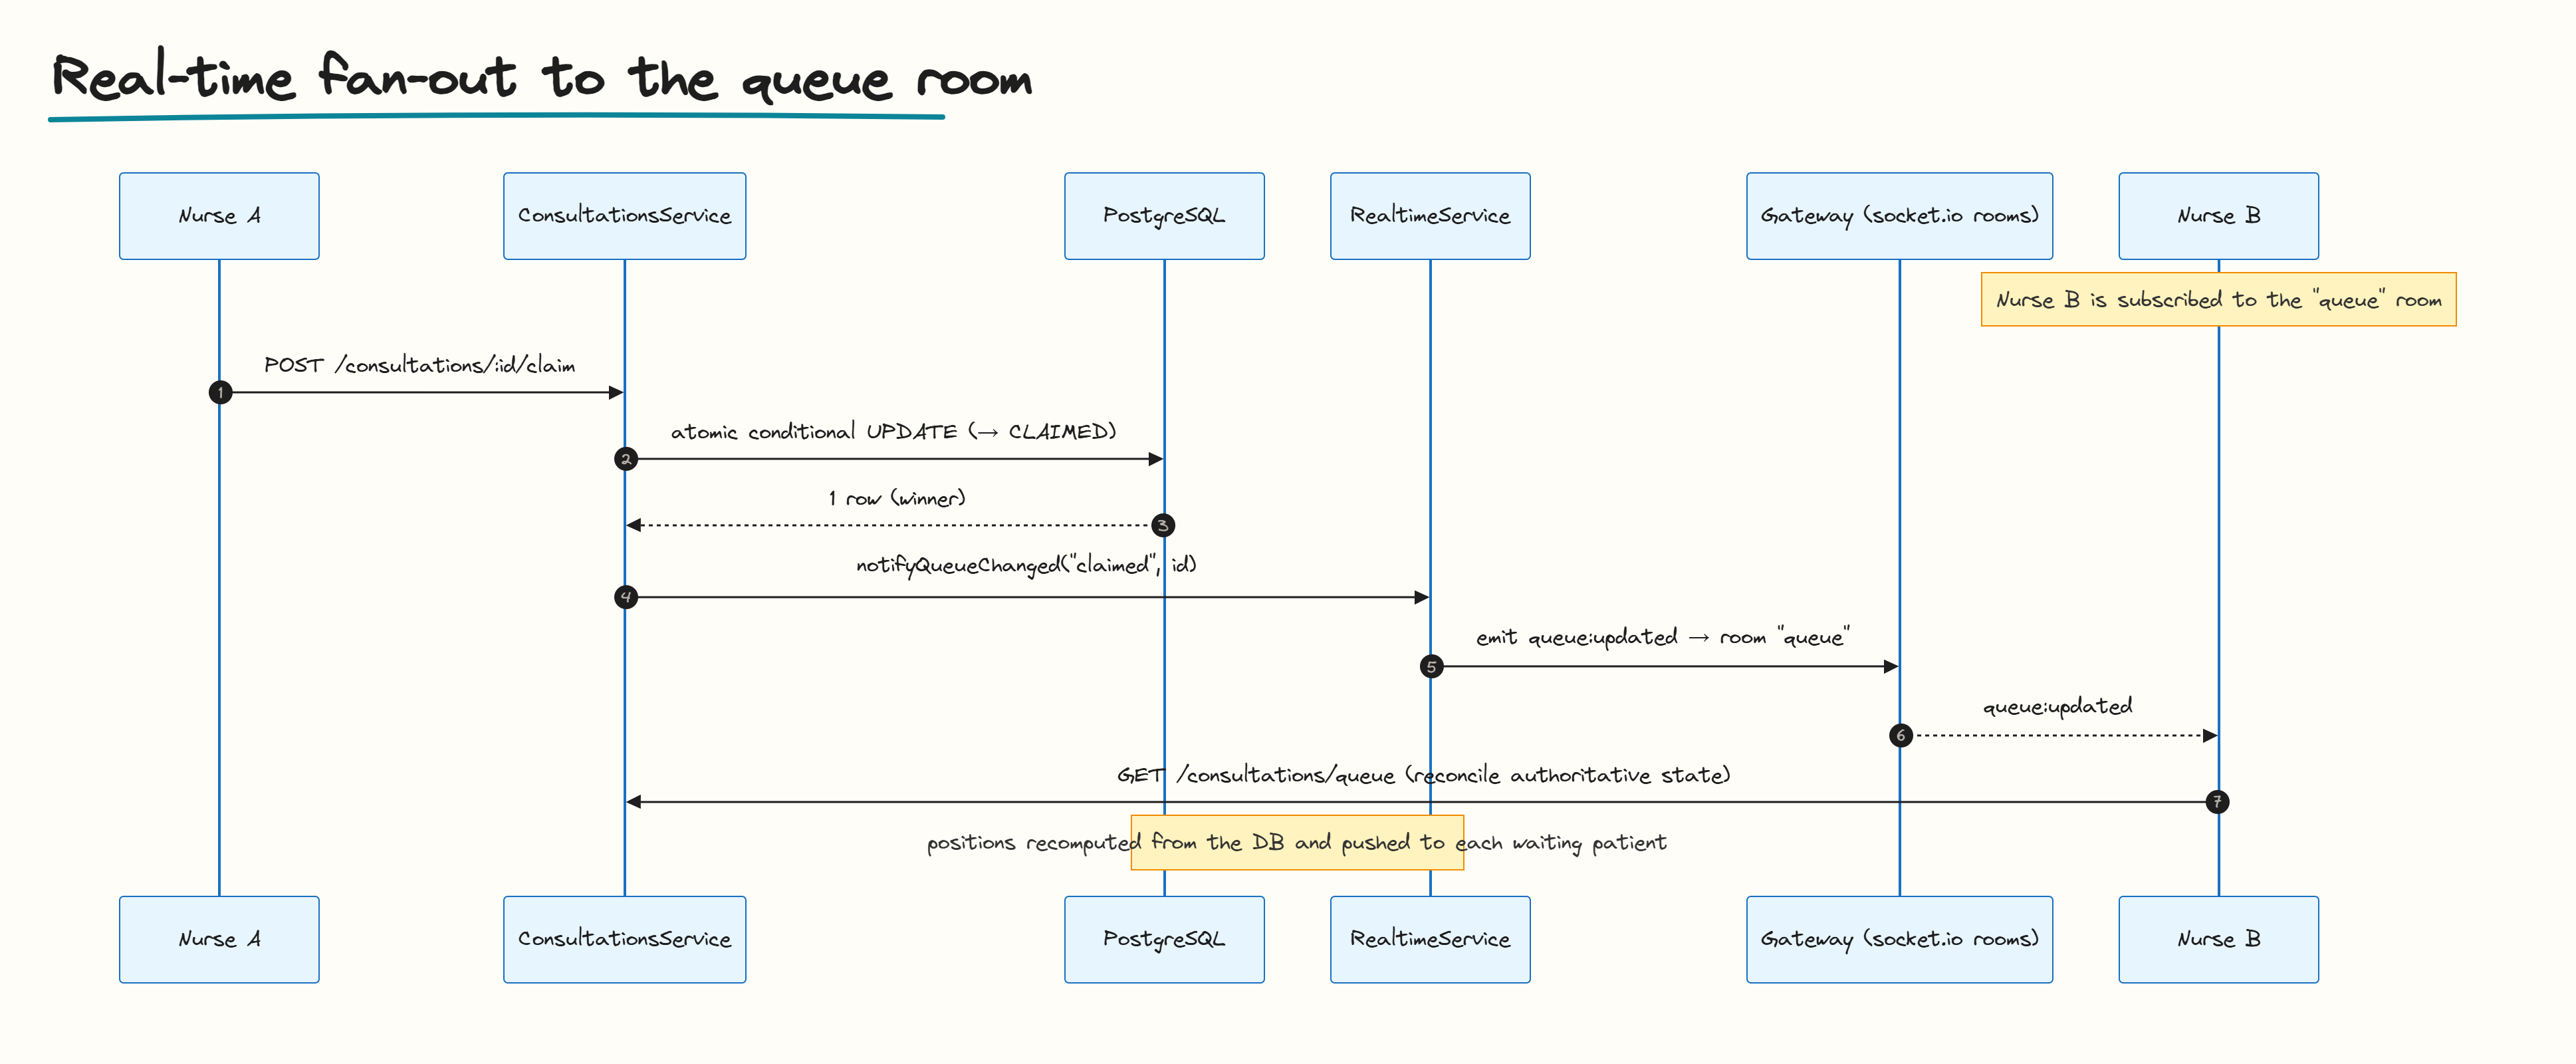 Real-time fan-out to the queue room
Nurse A
ConsultationsService
PostgreSQL
RealtimeService
Gateway (socket.io rooms)
Nurse B
Nurse B is subscribed to the "queue" room
POST /consultations/:id/claim
1
atomic conditional UPDATE (→ CLAIMED)
2
1 row (winner)
3
notifyQueueChanged("claimed", id)
4
emit queue:updated → room "queue"
5
queue:updated
6
GET /consultations/queue (reconcile authoritative state)
7
positions recomputed from the DB and pushed to each waiting patient
Nurse A
ConsultationsService
PostgreSQL
RealtimeService
Gateway (socket.io rooms)
Nurse B